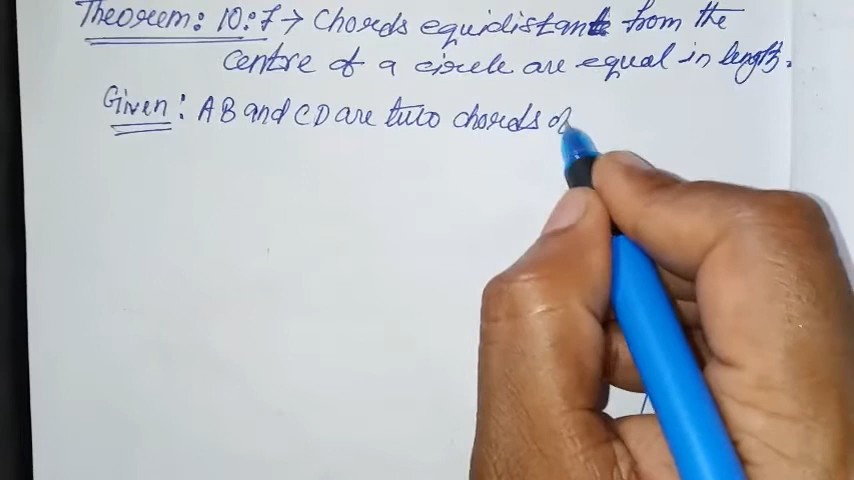 Theorem: 10:7→ Chords equidistant from the
centre of a circle are equal in length.
Given: AB and CD are two chords of